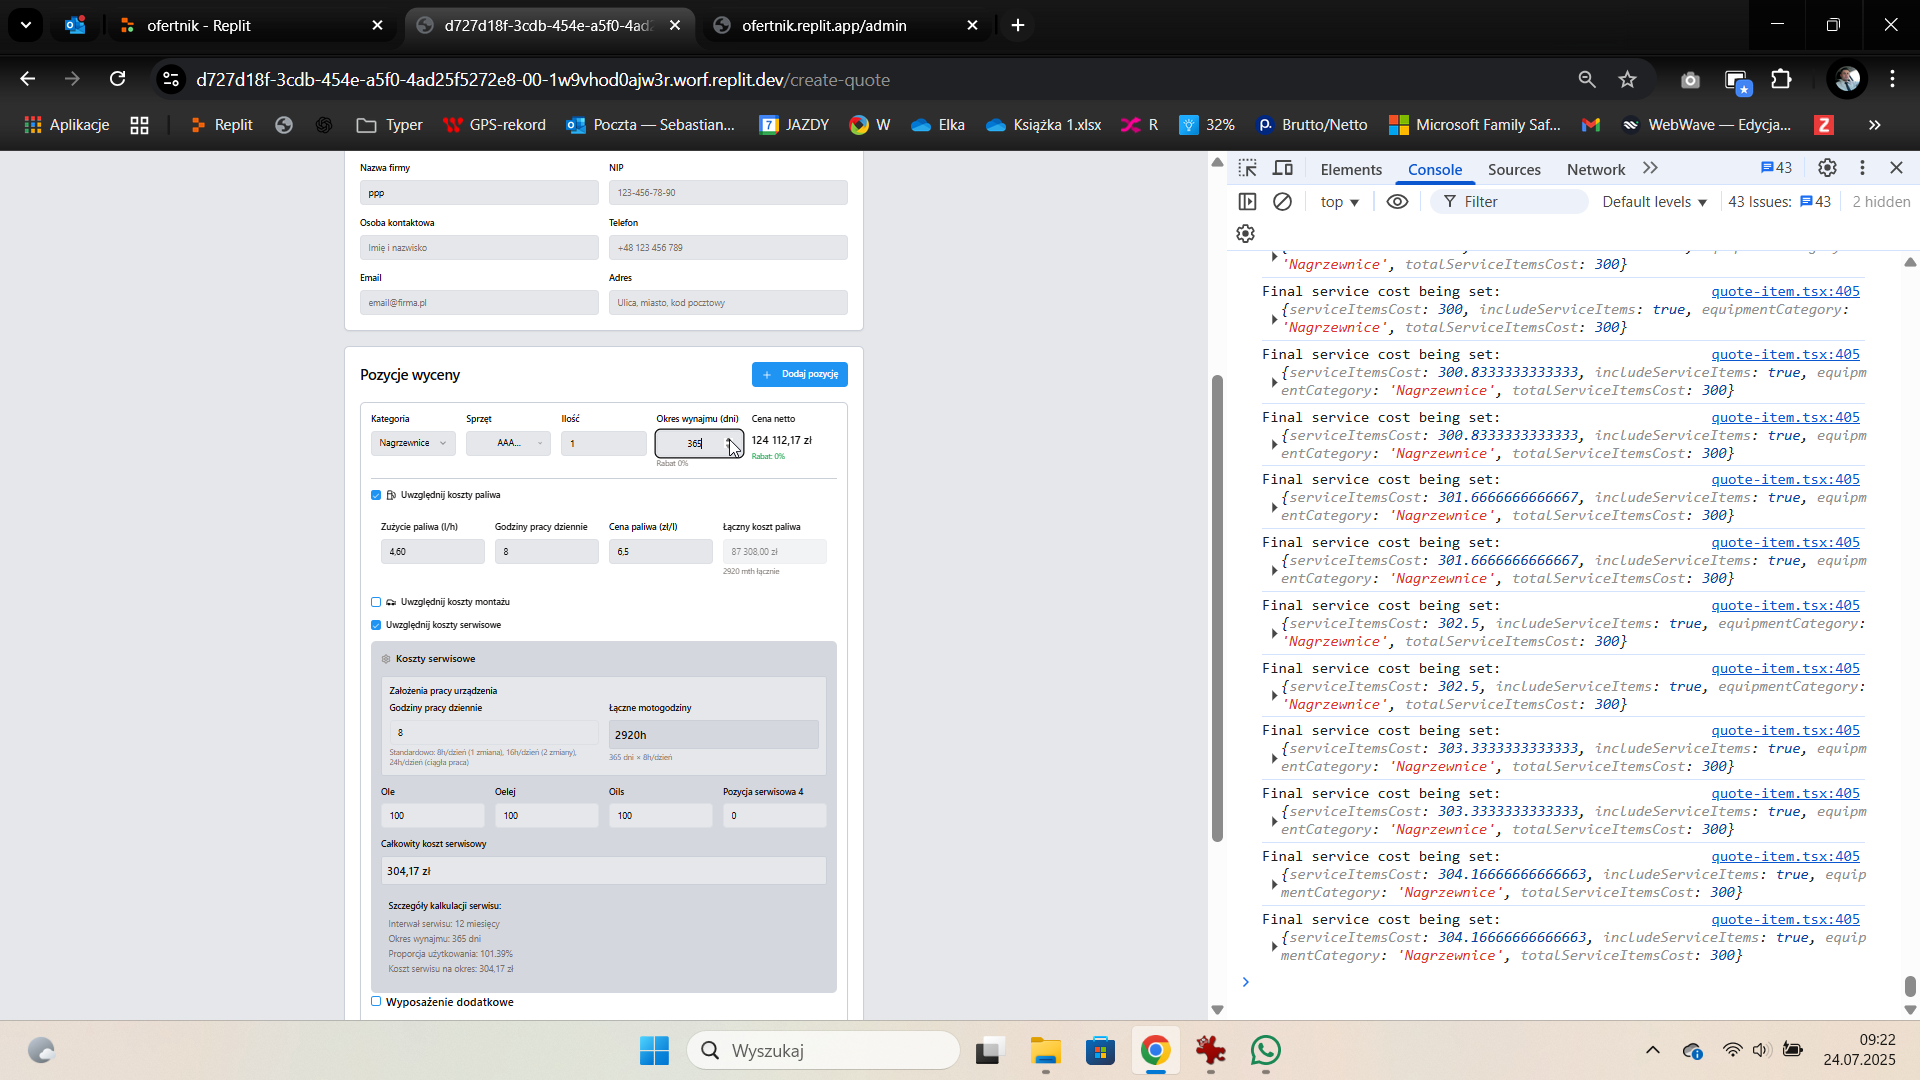 ofertnik - Replit
d727d18f-3cdb-454e-a5f0-4ad
ofertnik.replit.app/admin
d727d18f-3cdb-454e-a5f0-4ad25f5272e8-00-1w9vhod0ajw3r.worf.replit.dev/create-quote
Aplikacje
Replit
Typer
GPS-rekord
Poczta — Sebastian...
7 JAZDY
W
Elka
Książka 1.xlsx
R
32%
Brutto/Netto
Microsoft Family Saf...
WebWave — Edycja...
Z
Nazwa firmy NIP
ppp 123-456-78-90
Osoba kontaktowa Telefon
Imię i nazwisko +48 123 456 789
Email Adres
email@firma.pl Ulica, miasto, kod pocztowy
Pozycje wyceny + Dodaj pozycję
Kategoria Sprzęt Ilość Okres wynajmu (dni) Cena netto
Nagrzewnice AAA... 1 365 124 112,17 zł
Rabat 0% Rabat: 0%
Uwzględnij koszty paliwa
Zużycie paliwa (l/h) Godziny pracy dziennie Cena paliwa (zł/l) Łączny koszt paliwa
4,60 8 6,5 87 308,00 zł
2920 mth łącznie
Uwzględnij koszty montażu
Uwzględnij koszty serwisowe
Koszty serwisowe
Założenia pracy urządzenia
Godziny pracy dziennie Łączne motogodziny
8 2920h
Standardowo: 8h/dzień (1 zmiana), 16h/dzień (2 zmiany),
24h/dzień (ciągła praca)
365 dni × 8h/dzień
Ole Oelej Oils Pozycja serwisowa 4
100 100 100 0
Całkowity koszt serwisowy
304,17 zł
Szczegóły kalkulacji serwisu:
Interwał serwisu: 12 miesięcy
Okres wynajmu: 365 dni
Proporcja użytkowania: 101.39%
Koszt serwisu na okres: 304,17 zł
Wyposażenie dodatkowe
Elements Console Sources Network 43
top Filter Default levels 43 Issues: 43 2 hidden
'Nagrzewnice', totalServiceItemsCost: 300}
Final service cost being set: quote-item.tsx:405
{serviceItemsCost: 300, includeServiceItems: true, equipmentCategory:
'Nagrzewnice', totalServiceItemsCost: 300}
Final service cost being set: quote-item.tsx:405
{serviceItemsCost: 300.8333333333333, includeServiceItems: true, equipm
entCategory: 'Nagrzewnice', totalServiceItemsCost: 300}
Final service cost being set: quote-item.tsx:405
{serviceItemsCost: 300.8333333333333, includeServiceItems: true, equipm
entCategory: 'Nagrzewnice', totalServiceItemsCost: 300}
Final service cost being set: quote-item.tsx:405
{serviceItemsCost: 301.6666666666667, includeServiceItems: true, equipm
entCategory: 'Nagrzewnice', totalServiceItemsCost: 300}
Final service cost being set: quote-item.tsx:405
{serviceItemsCost: 301.6666666666667, includeServiceItems: true, equipm
entCategory: 'Nagrzewnice', totalServiceItemsCost: 300}
Final service cost being set: quote-item.tsx:405
{serviceItemsCost: 302.5, includeServiceItems: true, equipmentCategory:
'Nagrzewnice', totalServiceItemsCost: 300}
Final service cost being set: quote-item.tsx:405
{serviceItemsCost: 302.5, includeServiceItems: true, equipmentCategory:
'Nagrzewnice', totalServiceItemsCost: 300}
Final service cost being set: quote-item.tsx:405
{serviceItemsCost: 303.3333333333333, includeServiceItems: true, equipm
entCategory: 'Nagrzewnice', totalServiceItemsCost: 300}
Final service cost being set: quote-item.tsx:405
{serviceItemsCost: 303.3333333333333, includeServiceItems: true, equipm
entCategory: 'Nagrzewnice', totalServiceItemsCost: 300}
Final service cost being set: quote-item.tsx:405
{serviceItemsCost: 304.16666666666663, includeServiceItems: true, equip
mentCategory: 'Nagrzewnice', totalServiceItemsCost: 300}
Final service cost being set: quote-item.tsx:405
{serviceItemsCost: 304.16666666666663, includeServiceItems: true, equip
mentCategory: 'Nagrzewnice', totalServiceItemsCost: 300}
Wyszukaj
09:22
24.07.2025